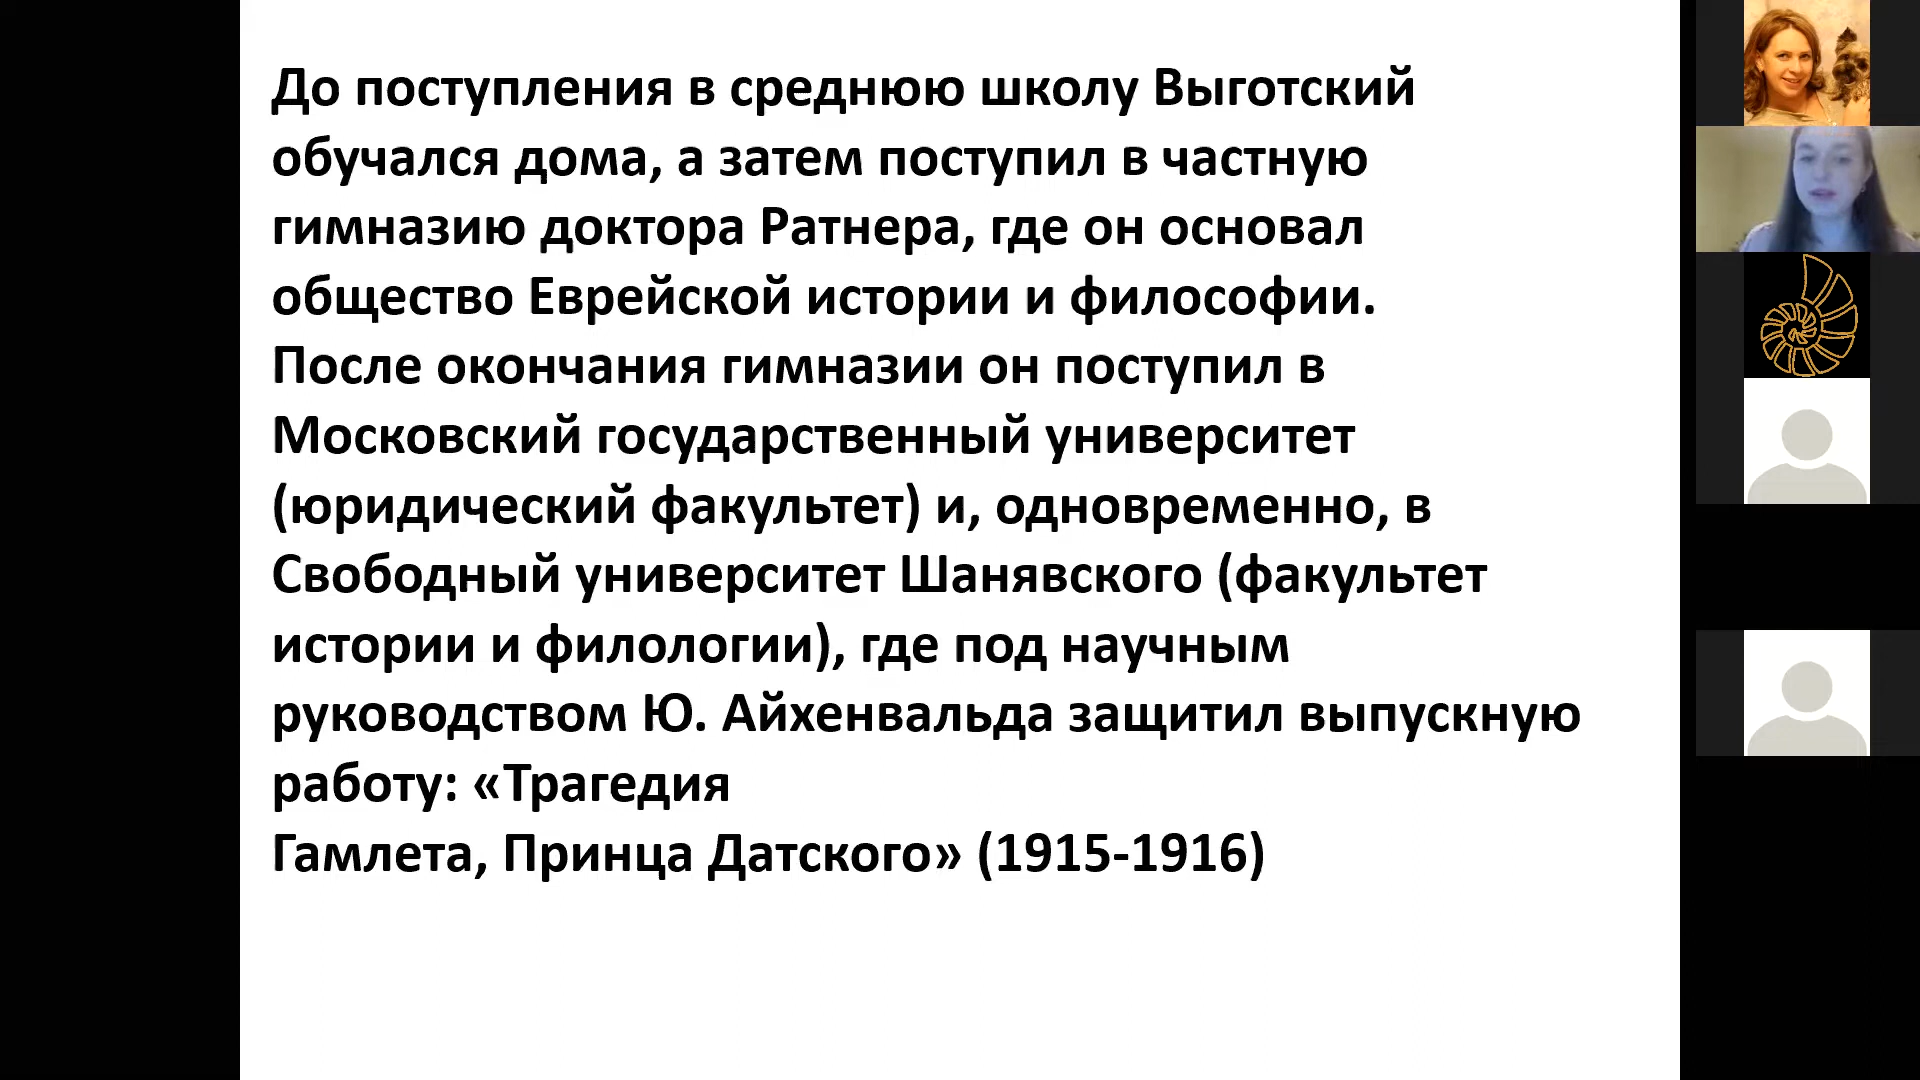 До поступления в среднюю школу Выготский
обучался дома, а затем поступил в частную
гимназию доктора Ратнера, где он основал
общество Еврейской истории и философии.
После окончания гимназии он поступил в
Московский государственный университет
(юридический факультет) и, одновременно, в
Свободный университет Шанявского (факультет
истории и филологии), где под научным
руководством Ю. Айхенвальда защитил выпускную
работу: «Трагедия
Гамлета, Принца Датского» (1915-1916)